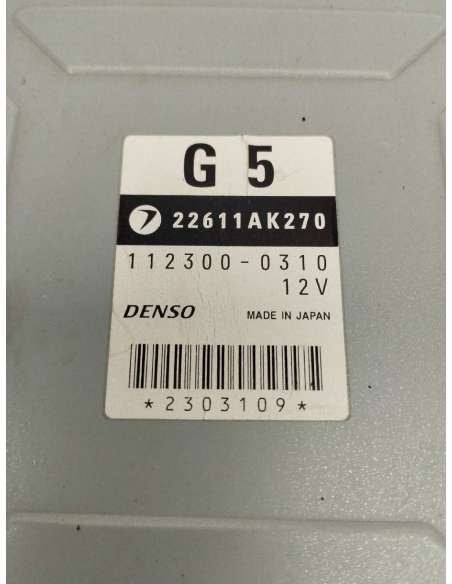 G 5
22611AK270
112300-0310
12V
DENSO MADE IN JAPAN
*2303109*